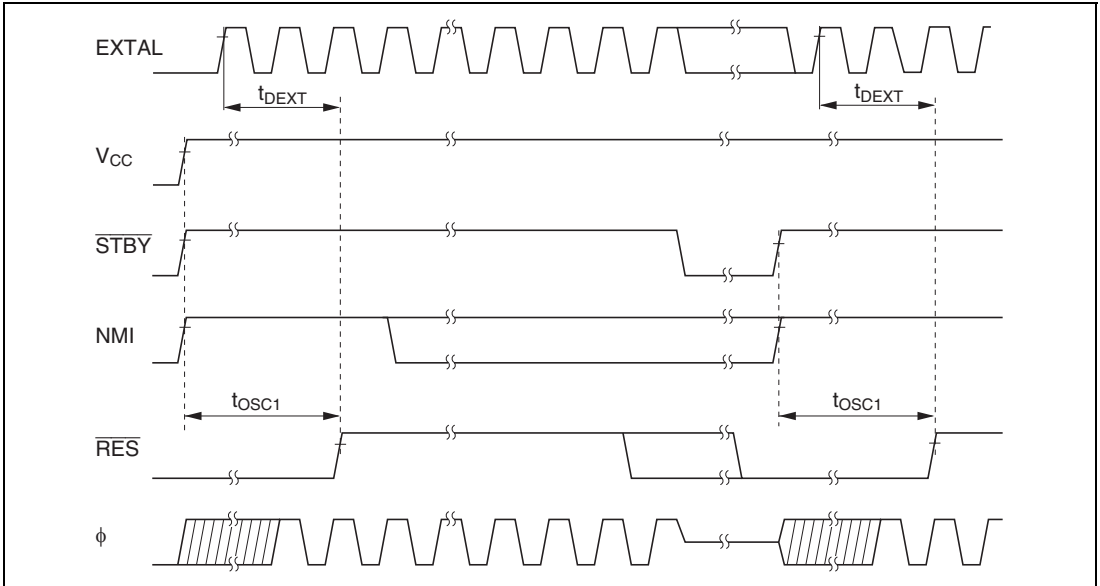 EXTAL
tDEXT tDEXT
VCC
STBY
NMI
tOSC1 tOSC1
RES
ϕ